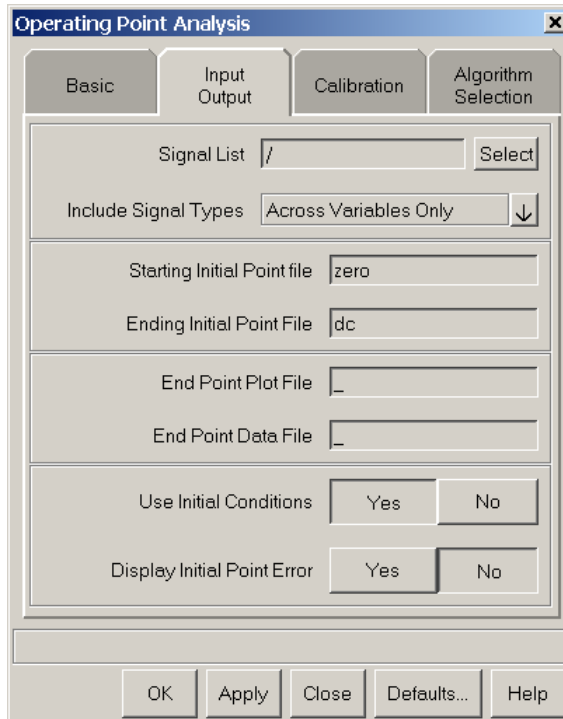 Operating Point Analysis
Basic
Input
Output
Calibration
Algorithm
Selection
Signal List / Select
Include Signal Types Across Variables Only
Starting Initial Point file zero
Ending Initial Point File dc
End Point Plot File _
End Point Data File _
Use Initial Conditions Yes No
Display Initial Point Error Yes No
OK Apply Close Defaults... Help